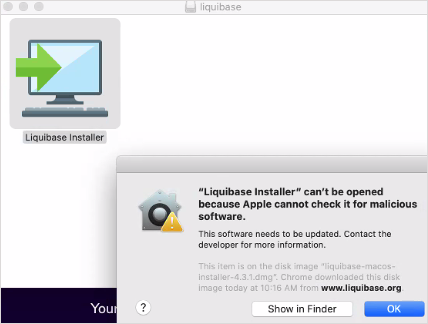 liquibase
Liquibase Installer
“Liquibase Installer” can’t be opened
because Apple cannot check it for malicious
software.
This software needs to be updated. Contact the
developer for more information.
This item is on the disk image “liquibase-macos-
installer-4.3.1.dmg”. Chrome downloaded this disk
image today at 10:16 AM from www.liquibase.org.
Your
?
Show in Finder
OK